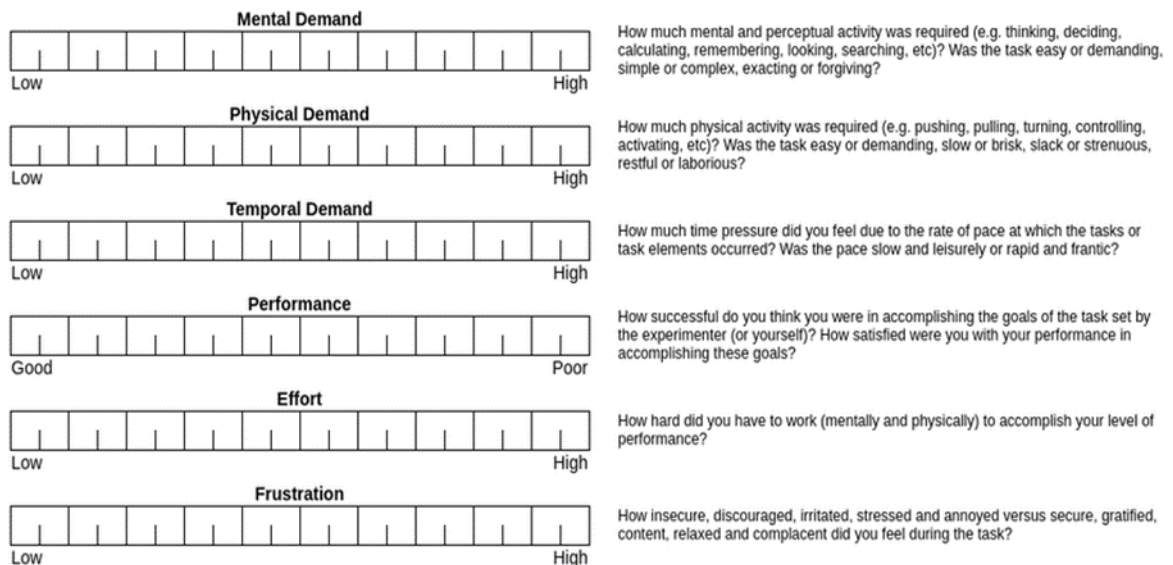 Mental Demand
Low High
How much mental and perceptual activity was required (e.g. thinking, deciding,
calculating, remembering, looking, searching, etc)? Was the task easy or demanding,
simple or complex, exacting or forgiving?
Physical Demand
Low High
How much physical activity was required (e.g. pushing, pulling, turning, controlling,
activating, etc)? Was the task easy or demanding, slow or brisk, slack or strenuous,
restful or laborious?
Temporal Demand
Low High
How much time pressure did you feel due to the rate of pace at which the tasks or
task elements occurred? Was the pace slow and leisurely or rapid and frantic?
Performance
Good Poor
How successful do you think you were in accomplishing the goals of the task set by
the experimenter (or yourself)? How satisfied were you with your performance in
accomplishing these goals?
Effort
Low High
How hard did you have to work (mentally and physically) to accomplish your level of
performance?
Frustration
Low High
How insecure, discouraged, irritated, stressed and annoyed versus secure, gratified,
content, relaxed and complacent did you feel during the task?